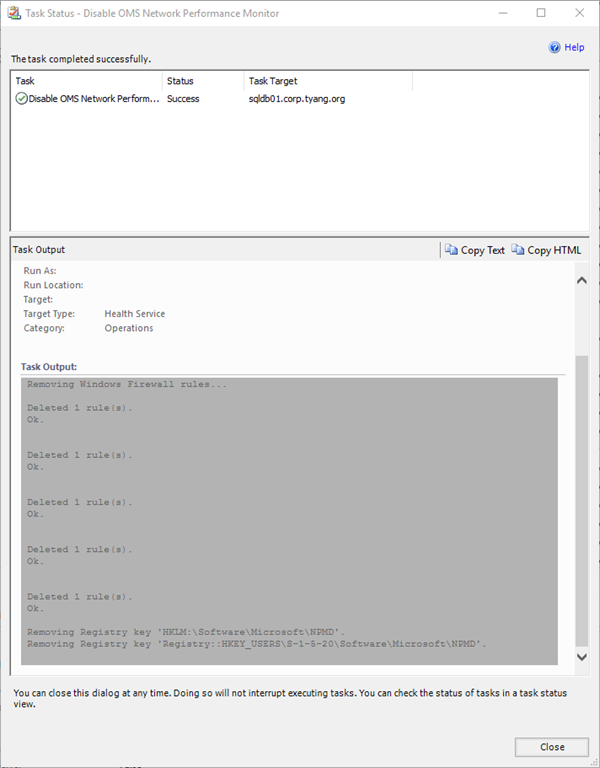 Task Status - Disable OMS Network Performance Monitor
Help
The task completed successfully.
Task Status Task Target
Disable OMS Network Perform... Success sqldb01.corp.tyang.org
Task Output Copy Text Copy HTML
Run As:
Run Location:
Target:
Target Type: Health Service
Category: Operations
Task Output:
Removing Windows Firewall rules...
Deleted 1 rule(s).
Ok.
Deleted 1 rule(s).
Ok.
Deleted 1 rule(s).
Ok.
Deleted 1 rule(s).
Ok.
Deleted 1 rule(s).
Ok.
Removing Registry key 'HKLM:\Software\Microsoft\NPMD'.
Removing Registry key 'Registry::HKEY_USERS\S-1-5-20\Software\Microsoft\NPMD'.
You can close this dialog at any time. Doing so will not interrupt executing tasks. You can check the status of tasks in a task status
view.
Close